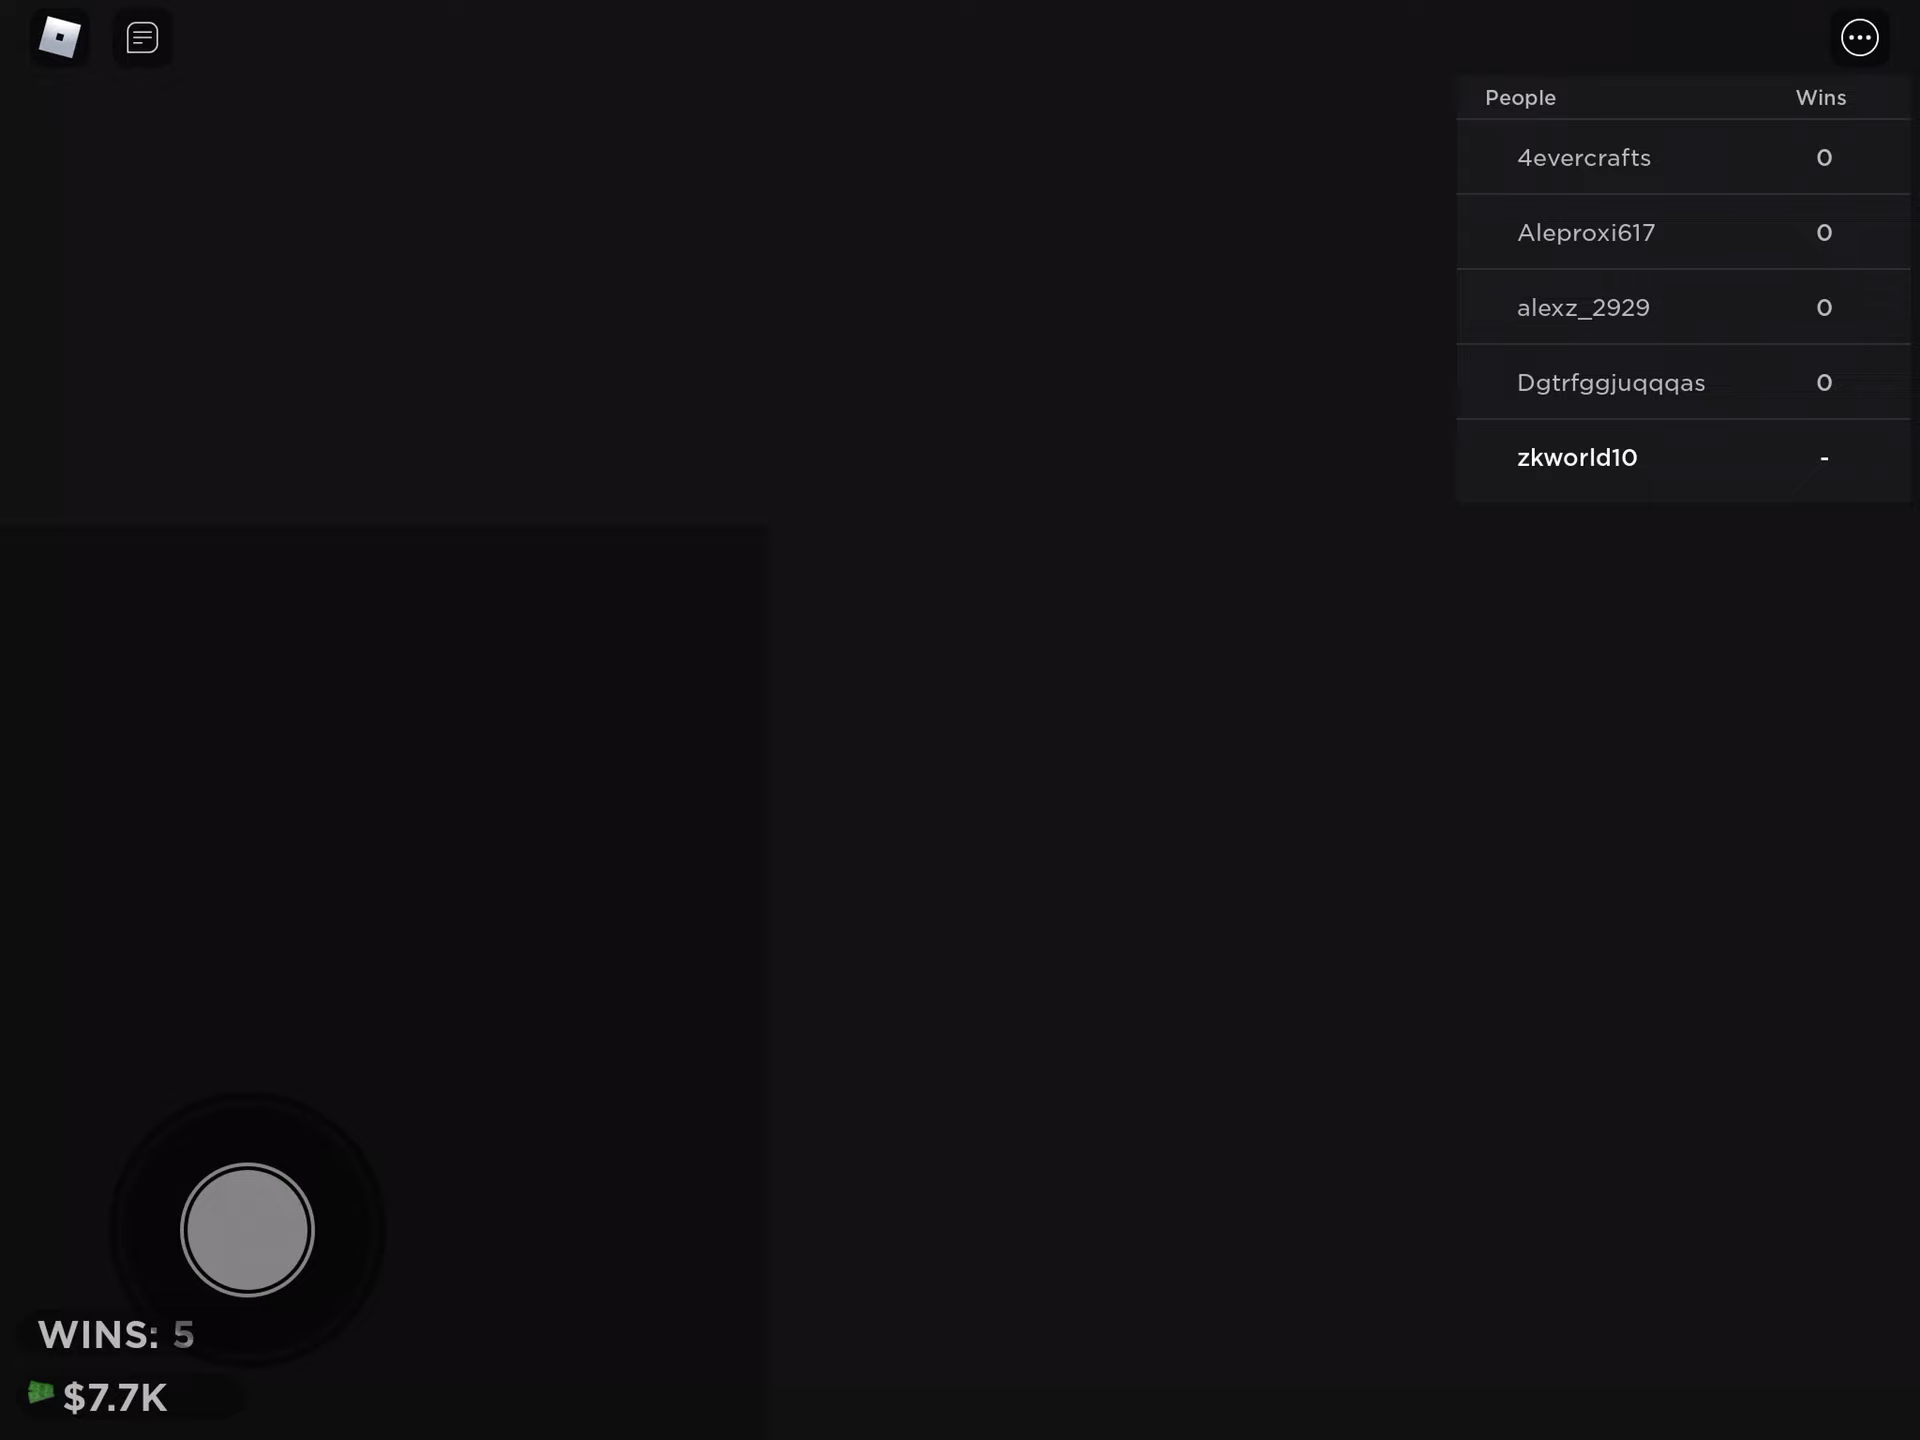 People Wins
4evercrafts 0
Aleproxi617 0
alexz_2929 0
Dgtrfggjuqqqas 0
zkworld10 -
WINS: 5
$7.7K